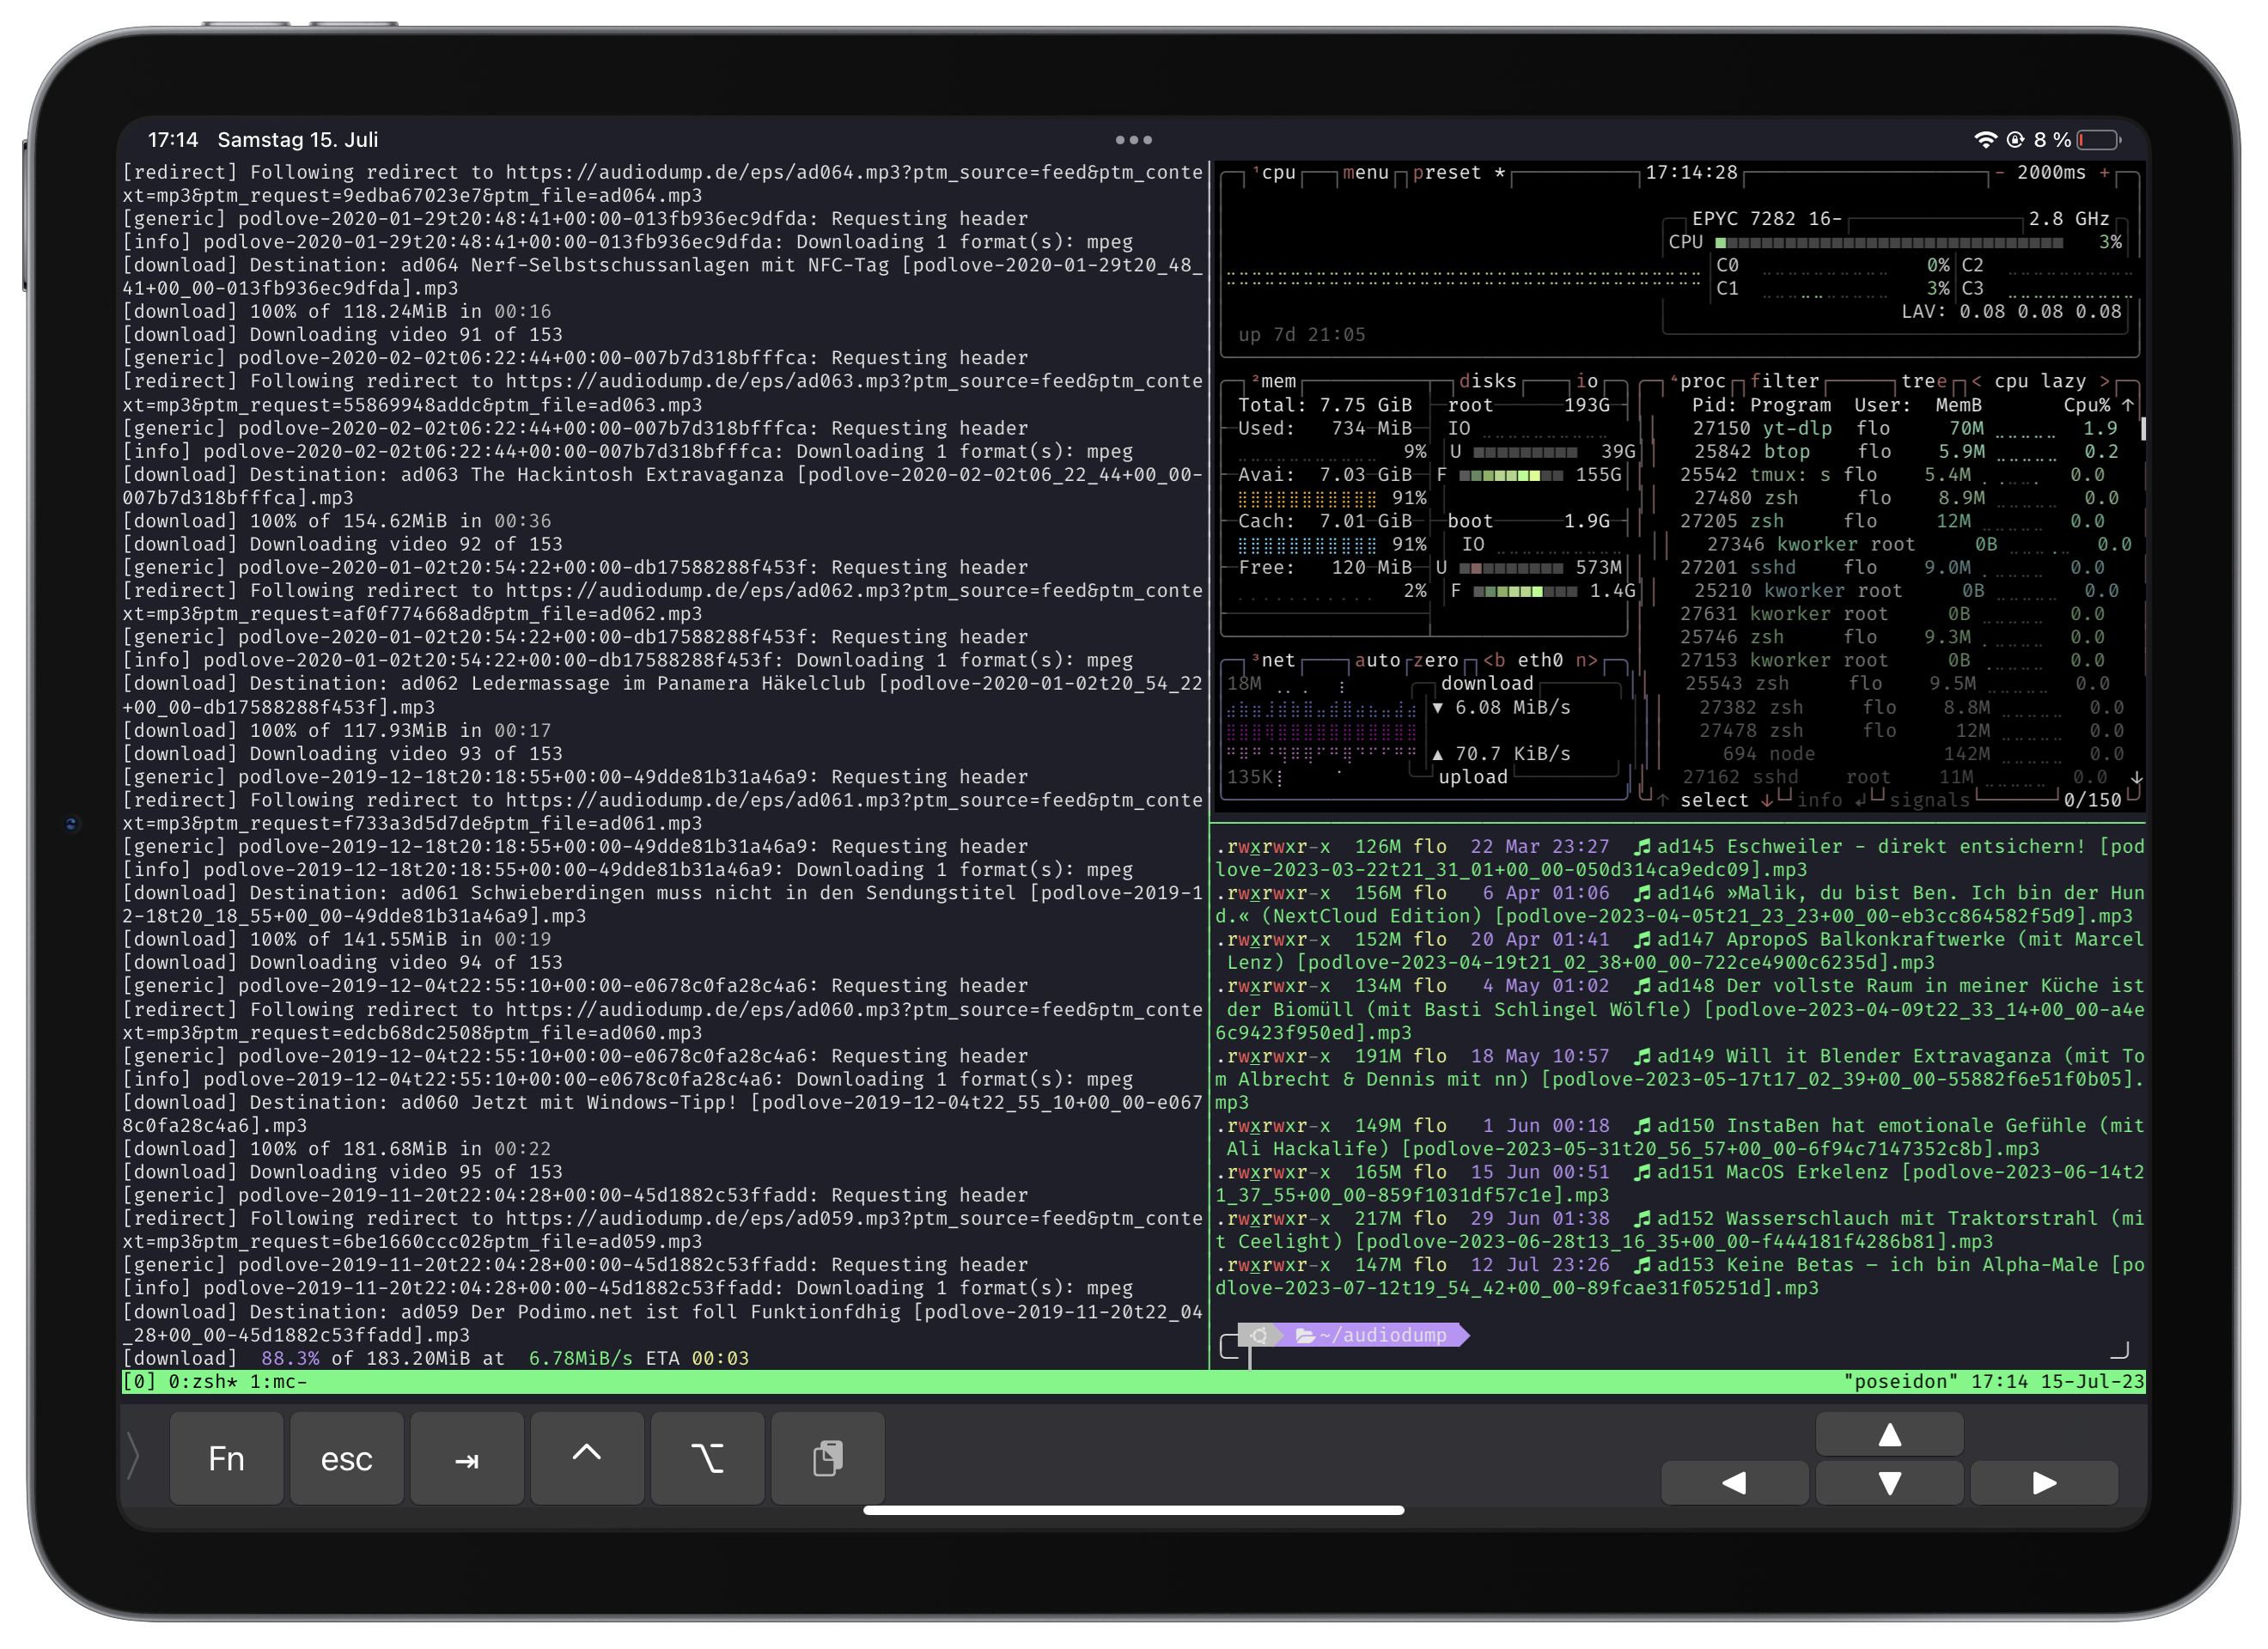 17:14 Samstag 15. Juli
8 %
[redirect] Following redirect to https://audiodump.de/eps/ad064.mp3?ptm_source=feed&ptm_conte
xt=mp3&ptm_request=9edba67023e7&ptm_file=ad064.mp3
[generic] podlove-2020-01-29t20:48:41+00:00-013fb936ec9dfda: Requesting header
[info] podlove-2020-01-29t20:48:41+00:00-013fb936ec9dfda: Downloading 1 format(s): mpeg
[download] Destination: ad064 Nerf-Selbstschussanlagen mit NFC-Tag [podlove-2020-01-29t20_48_
41+00_00-013fb936ec9dfda].mp3
[download] 100% of 118.24MiB in 00:16
[download] Downloading video 91 of 153
[generic] podlove-2020-02-02t06:22:44+00:00-007b7d318bfffca: Requesting header
[redirect] Following redirect to https://audiodump.de/eps/ad063.mp3?ptm_source=feed&ptm_conte
xt=mp3&ptm_request=55869948addc&ptm_file=ad063.mp3
[generic] podlove-2020-02-02t06:22:44+00:00-007b7d318bfffca: Requesting header
[info] podlove-2020-02-02t06:22:44+00:00-007b7d318bfffca: Downloading 1 format(s): mpeg
[download] Destination: ad063 The Hackintosh Extravaganza [podlove-2020-02-02t06_22_44+00_00-
007b7d318bfffca].mp3
[download] 100% of 154.62MiB in 00:36
[download] Downloading video 92 of 153
[generic] podlove-2020-01-02t20:54:22+00:00-db17588288f453f: Requesting header
[redirect] Following redirect to https://audiodump.de/eps/ad062.mp3?ptm_source=feed&ptm_conte
xt=mp3&ptm_request=af0f774668ad&ptm_file=ad062.mp3
[generic] podlove-2020-01-02t20:54:22+00:00-db17588288f453f: Requesting header
[info] podlove-2020-01-02t20:54:22+00:00-db17588288f453f: Downloading 1 format(s): mpeg
[download] Destination: ad062 Ledermassage im Panamera Häkelclub [podlove-2020-01-02t20_54_22
+00_00-db17588288f453f].mp3
[download] 100% of 117.93MiB in 00:17
[download] Downloading video 93 of 153
[generic] podlove-2019-12-18t20:18:55+00:00-49dde81b31a46a9: Requesting header
[redirect] Following redirect to https://audiodump.de/eps/ad061.mp3?ptm_source=feed&ptm_conte
xt=mp3&ptm_request=f733a3d5d7de&ptm_file=ad061.mp3
[generic] podlove-2019-12-18t20:18:55+00:00-49dde81b31a46a9: Requesting header
[info] podlove-2019-12-18t20:18:55+00:00-49dde81b31a46a9: Downloading 1 format(s): mpeg
[download] Destination: ad061 Schwieberdingen muss nicht in den Sendungstitel [podlove-2019-1
2-18t20_18_55+00_00-49dde81b31a46a9].mp3
[download] 100% of 141.55MiB in 00:19
[download] Downloading video 94 of 153
[generic] podlove-2019-12-04t22:55:10+00:00-e0678c0fa28c4a6: Requesting header
[redirect] Following redirect to https://audiodump.de/eps/ad060.mp3?ptm_source=feed&ptm_conte
xt=mp3&ptm_request=edcb68dc2508&ptm_file=ad060.mp3
[generic] podlove-2019-12-04t22:55:10+00:00-e0678c0fa28c4a6: Requesting header
[info] podlove-2019-12-04t22:55:10+00:00-e0678c0fa28c4a6: Downloading 1 format(s): mpeg
[download] Destination: ad060 Jetzt mit Windows-Tipp! [podlove-2019-12-04t22_55_10+00_00-e067
8c0fa28c4a6].mp3
[download] 100% of 181.68MiB in 00:22
[download] Downloading video 95 of 153
[generic] podlove-2019-11-20t22:04:28+00:00-45d1882c53ffadd: Requesting header
[redirect] Following redirect to https://audiodump.de/eps/ad059.mp3?ptm_source=feed&ptm_conte
xt=mp3&ptm_request=6be1660ccc02&ptm_file=ad059.mp3
[generic] podlove-2019-11-20t22:04:28+00:00-45d1882c53ffadd: Requesting header
[info] podlove-2019-11-20t22:04:28+00:00-45d1882c53ffadd: Downloading 1 format(s): mpeg
[download] Destination: ad059 Der Podimo.net ist foll Funktionfdhig [podlove-2019-11-20t22_04
_28+00_00-45d1882c53ffadd].mp3
[download] 88.3% of 183.20MiB at 6.78MiB/s ETA 00:03
¹cpu menu preset * 17:14:28 - 2000ms +
EPYC 7282 16- 2.8 GHz
CPU 3%
C0 0% C2
C1 3% C3
LAV: 0.08 0.08 0.08
up 7d 21:05
²mem disks io
Total: 7.75 GiB root 193G
Used: 734 MiB IO
9% U 39G
Avai: 7.03 GiB F 155G
91%
Cach: 7.01 GiB boot 1.9G
91% IO
Free: 120 MiB U 573M
2% F 1.4G
⁴proc filter tree < cpu lazy >
Pid: Program User: MemB Cpu% ↑
27150 yt-dlp flo 70M 1.9
25842 btop flo 5.9M 0.2
25542 tmux: s flo 5.4M 0.0
27480 zsh flo 8.9M 0.0
27205 zsh flo 12M 0.0
27346 kworker root 0B 0.0
27201 sshd flo 9.0M 0.0
25210 kworker root 0B 0.0
27631 kworker root 0B 0.0
25746 zsh flo 9.3M 0.0
27153 kworker root 0B 0.0
25543 zsh flo 9.5M 0.0
27382 zsh flo 8.8M 0.0
27478 zsh flo 12M 0.0
694 node 142M 0.0
27162 sshd root 11M 0.0 ↓
↑ select ↓ info ↲ signals 0/150
³net auto zero <b eth0 n>
18M download
▼ 6.08 MiB/s
▲ 70.7 KiB/s
135K upload
.rwxrwxr-x 126M flo 22 Mar 23:27 ad145 Eschweiler - direkt entsichern! [pod
love-2023-03-22t21_31_01+00_00-050d314ca9edc09].mp3
.rwxrwxr-x 156M flo 6 Apr 01:06 ad146 »Malik, du bist Ben. Ich bin der Hun
d.« (NextCloud Edition) [podlove-2023-04-05t21_23_23+00_00-eb3cc864582f5d9].mp3
.rwxrwxr-x 152M flo 20 Apr 01:41 ad147 ApropoS Balkonkraftwerke (mit Marcel
Lenz) [podlove-2023-04-19t21_02_38+00_00-722ce4900c6235d].mp3
.rwxrwxr-x 134M flo 4 May 01:02 ad148 Der vollste Raum in meiner Küche ist
der Biomüll (mit Basti Schlingel Wölfle) [podlove-2023-04-09t22_33_14+00_00-a4e
6c9423f950ed].mp3
.rwxrwxr-x 191M flo 18 May 10:57 ad149 Will it Blender Extravaganza (mit To
m Albrecht & Dennis mit nn) [podlove-2023-05-17t17_02_39+00_00-55882f6e51f0b05].
mp3
.rwxrwxr-x 149M flo 1 Jun 00:18 ad150 InstaBen hat emotionale Gefühle (mit
Ali Hackalife) [podlove-2023-05-31t20_56_57+00_00-6f94c7147352c8b].mp3
.rwxrwxr-x 165M flo 15 Jun 00:51 ad151 MacOS Erkelenz [podlove-2023-06-14t2
1_37_55+00_00-859f1031df57c1e].mp3
.rwxrwxr-x 217M flo 29 Jun 01:38 ad152 Wasserschlauch mit Traktorstrahl (mi
t Ceelight) [podlove-2023-06-28t13_16_35+00_00-f444181f4286b81].mp3
.rwxrwxr-x 147M flo 12 Jul 23:26 ad153 Keine Betas – ich bin Alpha-Male [po
dlove-2023-07-12t19_54_42+00_00-89fcae31f05251d].mp3
~/audiodump
[0] 0:zsh* 1:mc- "poseidon" 17:14 15-Jul-23
Fn esc